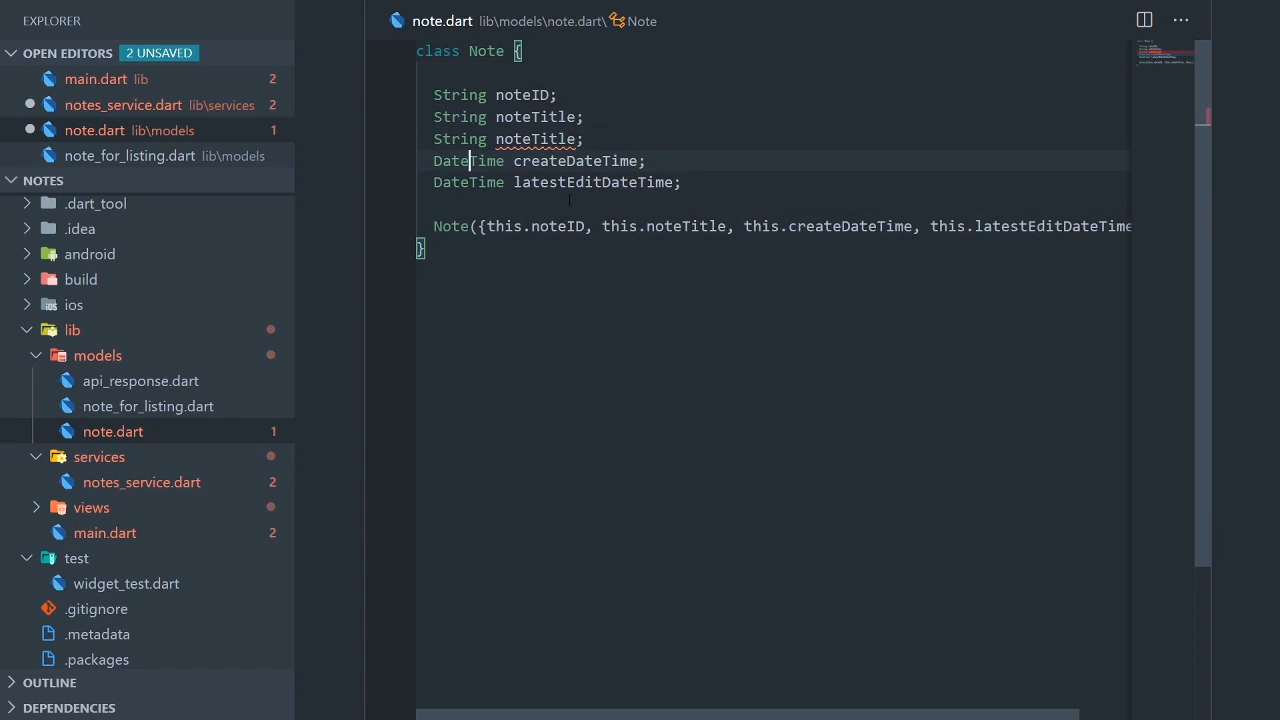 EXPLORER
OPEN EDITORS 2 UNSAVED
main.dart lib 2
notes_service.dart lib\services 2
note.dart lib\models 1
note_for_listing.dart lib\models
NOTES
.dart_tool
.idea
android
build
ios
lib
models
api_response.dart
note_for_listing.dart
note.dart 1
services
notes_service.dart 2
views
main.dart 2
test
widget_test.dart
.gitignore
.metadata
.packages
OUTLINE
DEPENDENCIES
note.dart lib\models\note.dart\ Note
class Note {
String noteID;
String noteTitle;
String noteTitle;
DateTime createDateTime;
DateTime latestEditDateTime;
Note({this.noteID, this.noteTitle, this.createDateTime, this.latestEditDateTime
}